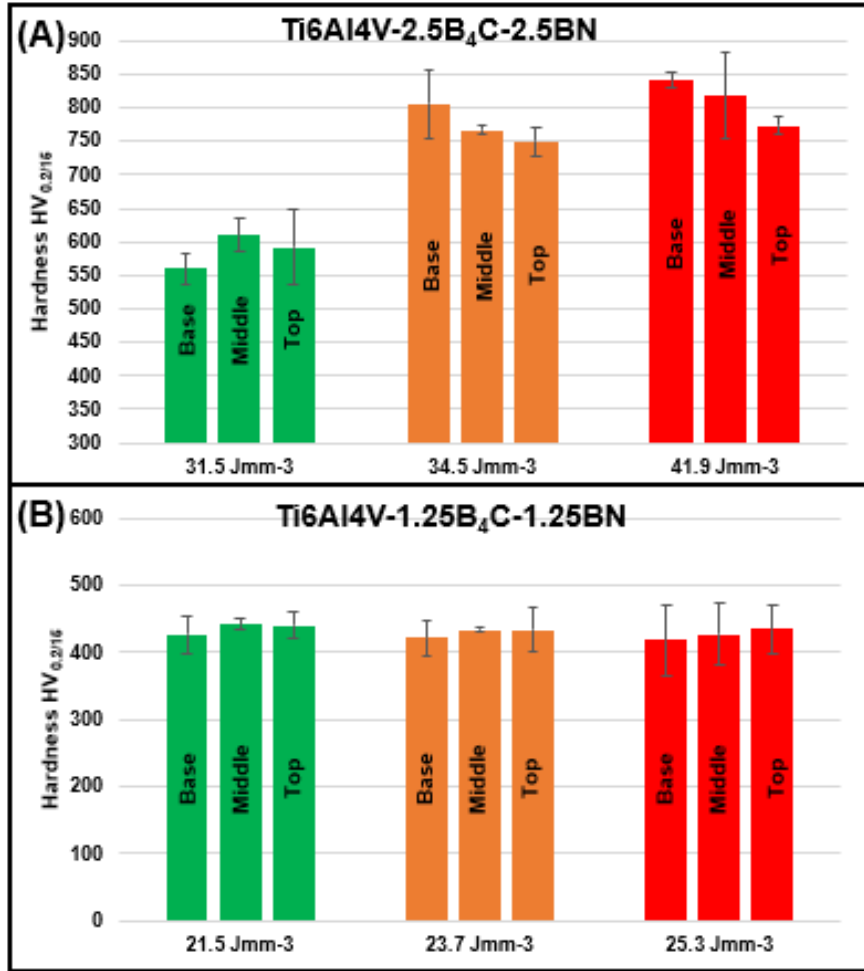 (A)
Ti6Al4V-2.5B₄C-2.5BN
Hardness HV₀.₂/₁₆
900
850
800
750
700
650
600
550
500
450
400
350
300
Base
Middle
Top
Base
Middle
Top
Base
Middle
Top
31.5 Jmm-3
34.5 Jmm-3
41.9 Jmm-3
(B)
Ti6Al4V-1.25B₄C-1.25BN
Hardness HV₀.₂/₁₆
600
500
400
300
200
100
0
Base
Middle
Top
Base
Middle
Top
Base
Middle
Top
21.5 Jmm-3
23.7 Jmm-3
25.3 Jmm-3